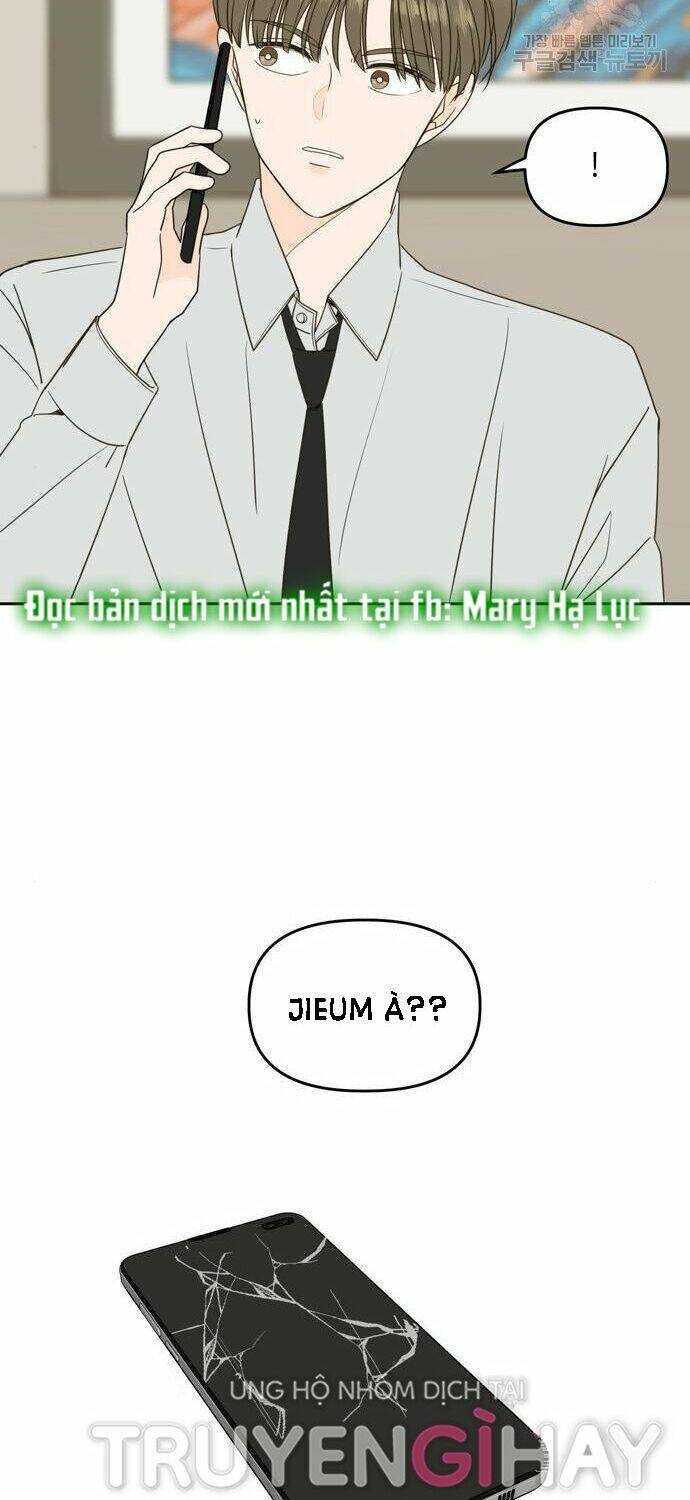 가장 빠른 웹툰 미리보기
구글검색 뉴토끼
!
Đọc bản dịch mới nhất tại fb: Mary Hạ Lục
JIEUM À??
ỦNG HỘ NHÓM DỊCH TẠI
TRUYENGIHAY